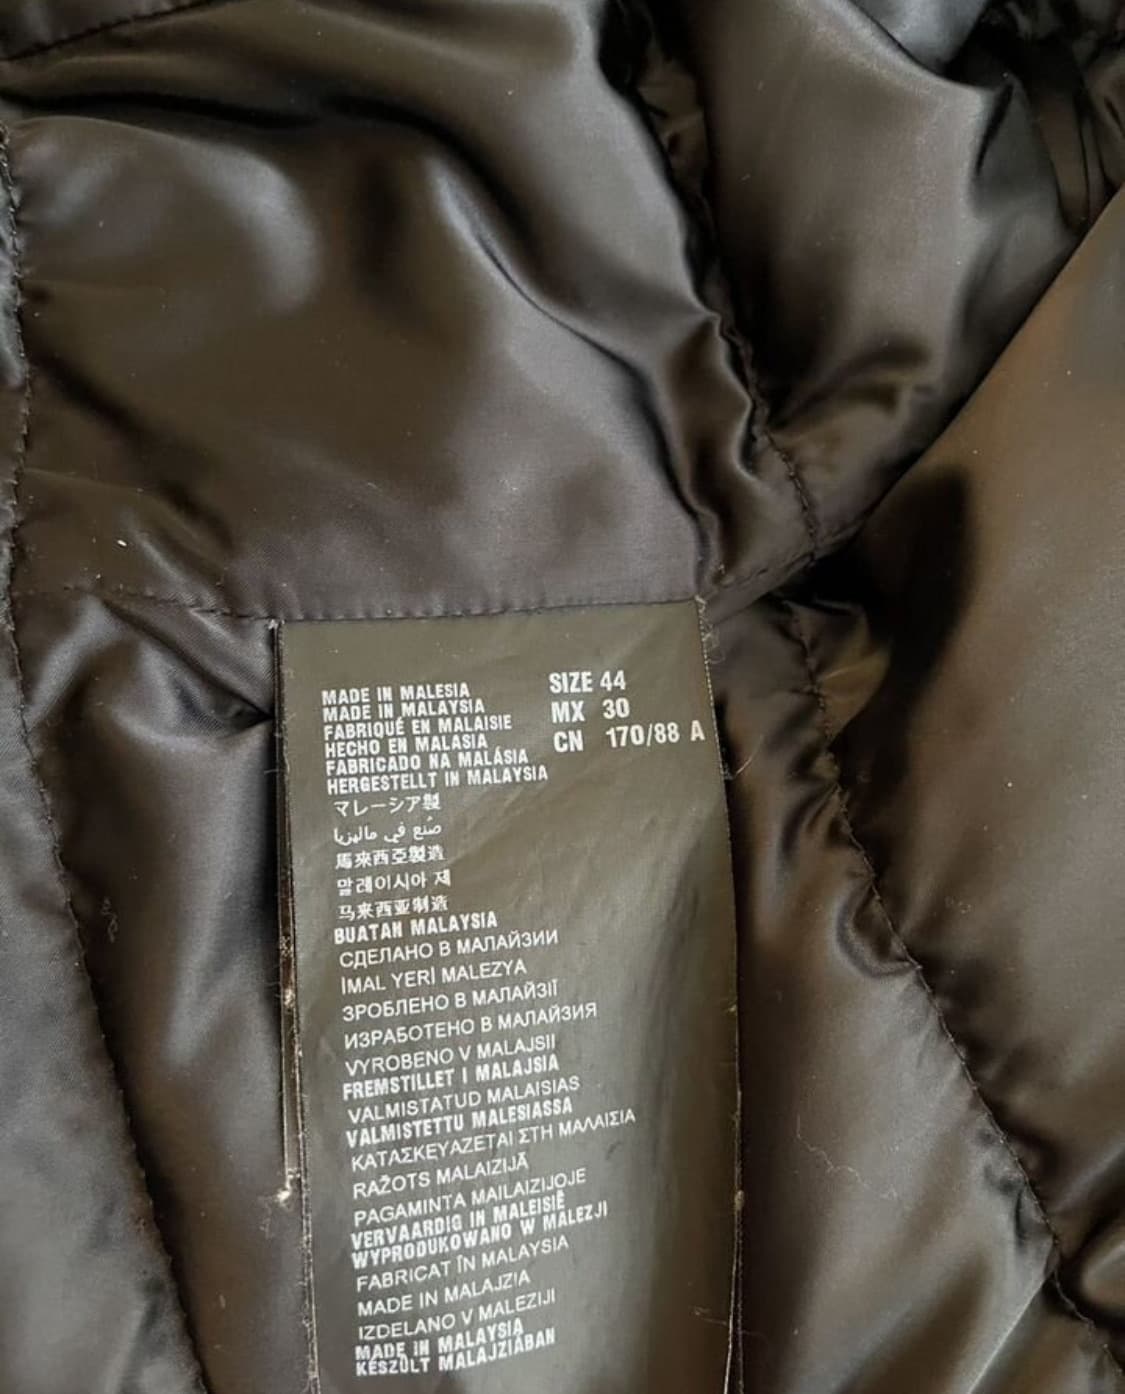 MADE IN MALESIA
MADE IN MALAYSIA
FABRIQUÉ EN MALAISIE
HECHO EN MALASIA
FABRICADO NA MALÁSIA
HERGESTELLT IN MALAYSIA
マレーシア製
صُنع في ماليزيا
馬來西亞製造
말레이시아 제
马来西亚制造
BUATAN MALAYSIA
СДЕЛАНО В МАЛАЙЗИИ
İMAL YERİ MALEZYA
ЗРОБЛЕНО В МАЛАЙЗІЇ
ИЗРАБОТЕНО В МАЛАЙЗИЯ
VYROBENO V MALAJSII
FREMSTILLET I MALAJSIA
VALMISTATUD MALAISIAS
VALMISTETTU MALESIASSA
ΚΑΤΑΣΚΕΥΑΖΕΤΑΙ ΣΤΗ ΜΑΛΑΙΣΙΑ
RAŽOTS MALAIZIJĀ
PAGAMINTA MAILAIZIJOJE
VERVAARDIG IN MALEISIË
WYPRODUKOWANO W MALEZJI
FABRICAT ÎN MALAYSIA
MADE IN MALAJZIA
IZDELANO V MALEZIJI
MADE IN MALAYSIA
KÉSZÜLT MALAJZIÁBAN
SIZE 44
MX 30
CN 170/88 A